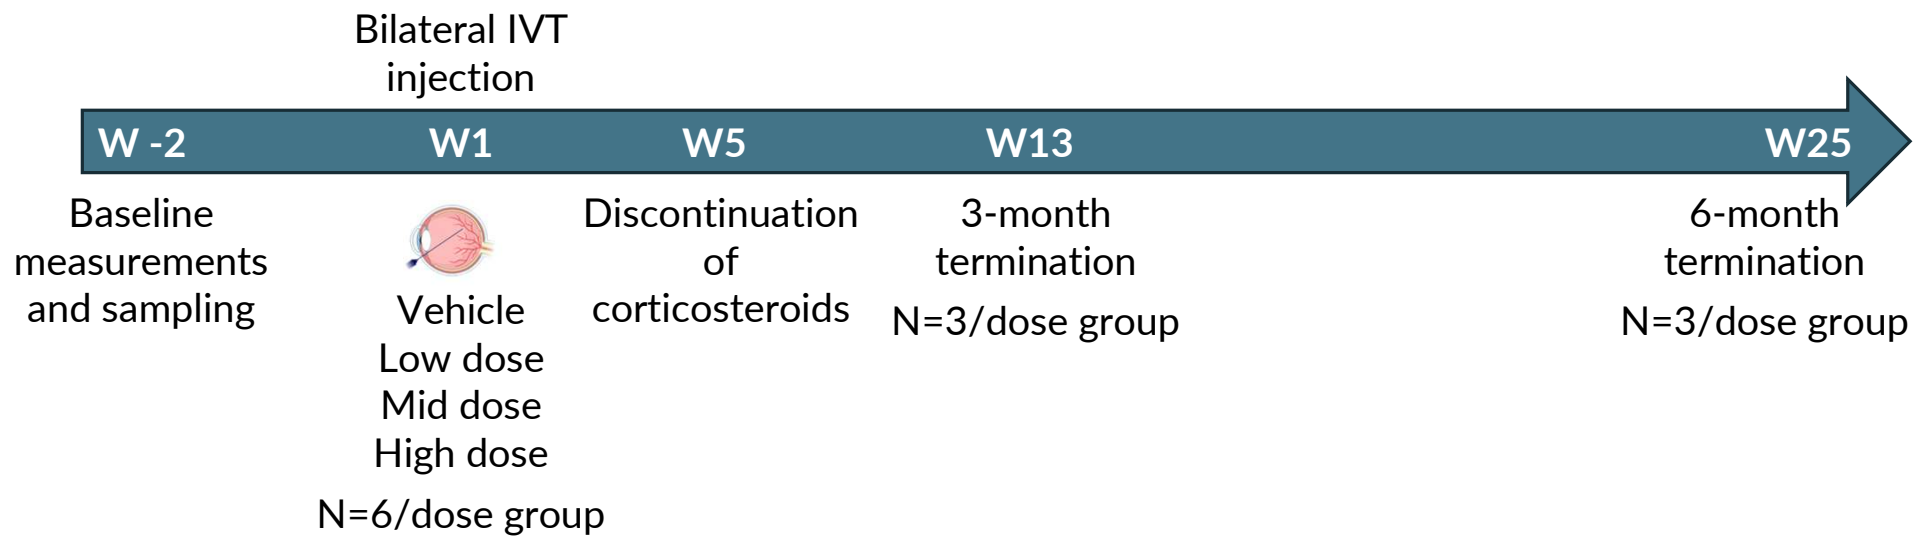 Bilateral IVT
injection
W -2
W1
W5
W13
W25
Baseline
measurements
and sampling
Vehicle
Low dose
Mid dose
High dose
N=6/dose group
Discontinuation
of
corticosteroids
3-month
termination
N=3/dose group
6-month
termination
N=3/dose group